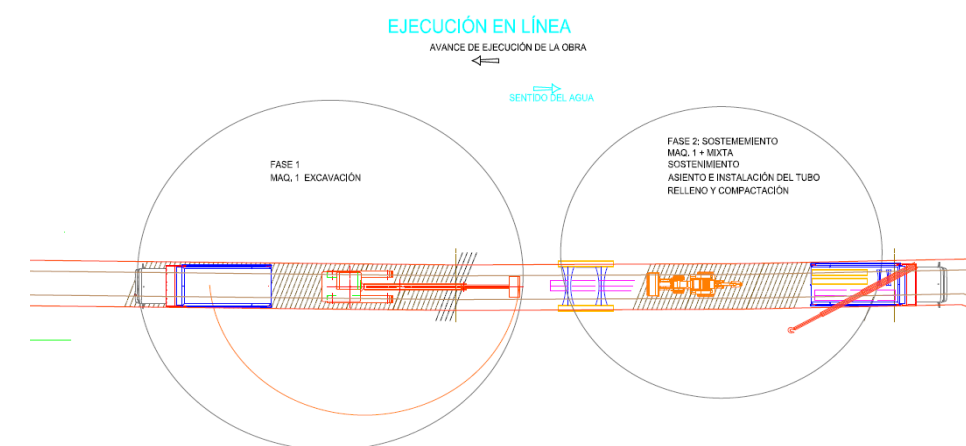 EJECUCIÓN EN LÍNEA
AVANCE DE EJECUCIÓN DE LA OBRA
SENTIDO DEL AGUA
FASE 1
MAQ, 1 EXCAVACIÓN
FASE 2; SOSTEMEMIENTO
MAQ, 1 + MIXTA
SOSTENIMIENTO
ASIENTO E INSTALACIÓN DEL TUBO
RELLENO Y COMPACTACIÓN